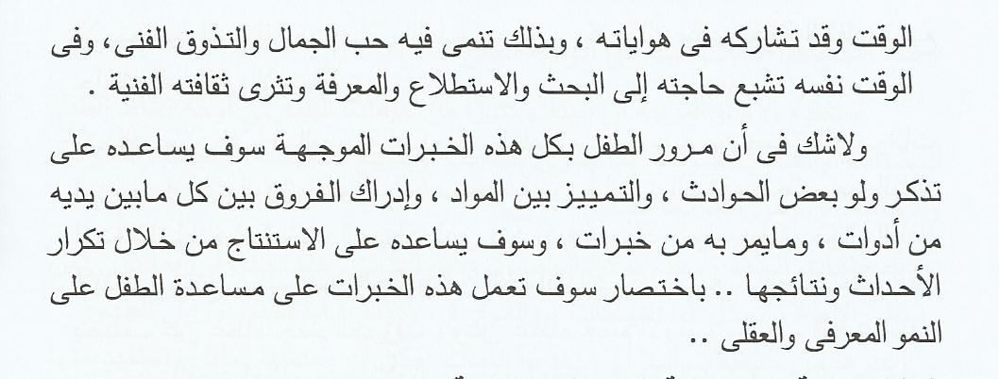 الوقت وقد تشاركه فى هواياته ، وبذلك تنمى فيه حب الجمال والتذوق الفنى، وفى
الوقت نفسه تشبع حاجته إلى البحث والاستطلاع والمعرفة وتثرى ثقافته الفنية .
ولاشك فى أن مرور الطفل بكل هذه الخبرات الموجهة سوف يساعده على
تذكر ولو بعض الحوادث ، والتمييز بين المواد ، وإدراك الفروق بين كل مابين يديه
من أدوات ، ومايمر به من خبرات ، وسوف يساعده على الاستنتاج من خلال تكرار
الأحداث ونتائجها .. باختصار سوف تعمل هذه الخبرات على مساعدة الطفل على
النمو المعرفى والعقلى ..